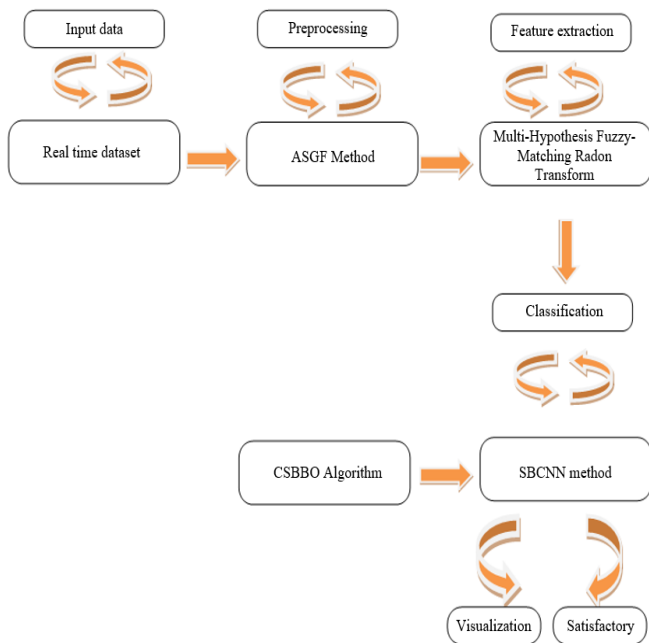 Input data
Preprocessing
Feature extraction
Real time dataset
ASGF Method
Multi-Hypothesis Fuzzy-
Matching Radon
Transform
Classification
CSBBO Algorithm
SBCNN method
Visualization
Satisfactory